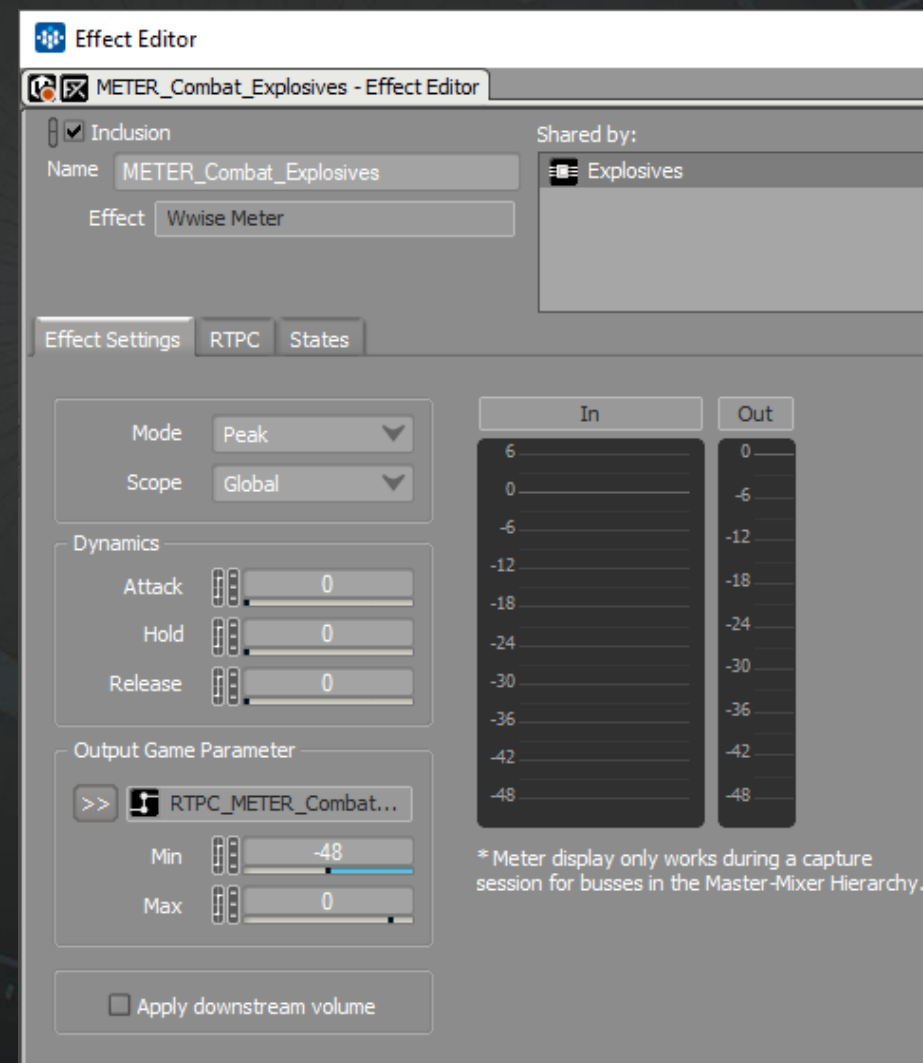 Effect Editor
METER_Combat_Explosives - Effect Editor
Inclusion
Shared by:
Name METER_Combat_Explosives
Explosives
Effect Wwise Meter
Effect Settings RTPC States
Mode Peak
Scope Global
Dynamics
Attack 0
Hold 0
Release 0
Output Game Parameter
>> RTPC_METER_Combat...
Min -48
Max 0
Apply downstream volume
In
6
0
-6
-12
-18
-24
-30
-36
-42
-48
Out
0
-6
-12
-18
-24
-30
-36
-42
-48
* Meter display only works during a capture
session for busses in the Master-Mixer Hierarchy.